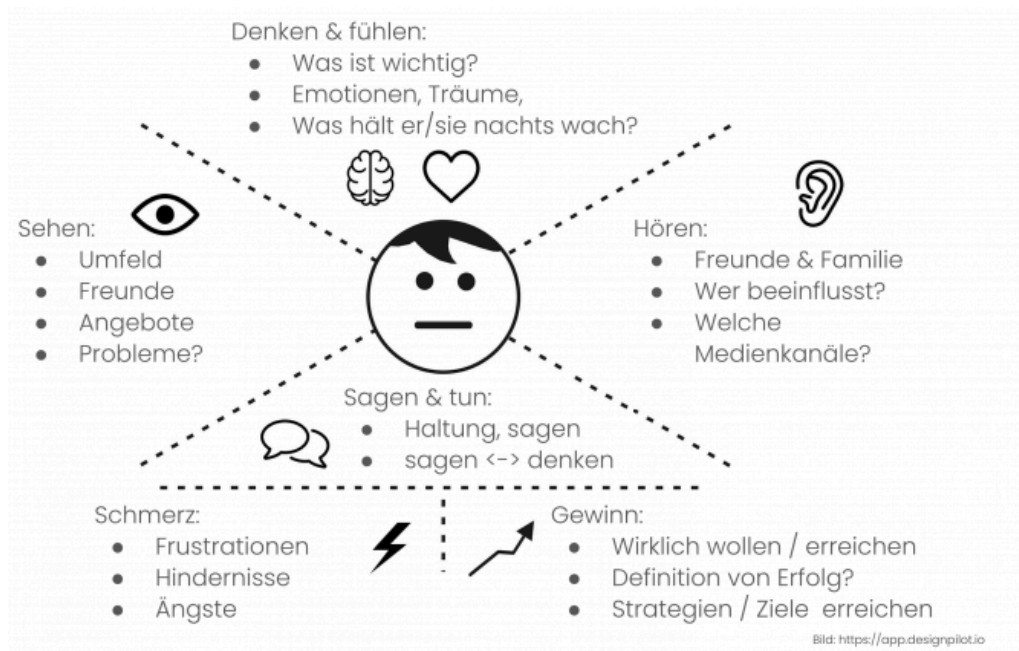 Denken & fühlen:
● Was ist wichtig?
● Emotionen, Träume,
● Was hält er/sie nachts wach?
Sehen:
● Umfeld
● Freunde
● Angebote
● Probleme?
Hören:
● Freunde & Familie
● Wer beeinflusst?
● Welche
Medienkanäle?
Sagen & tun:
● Haltung, sagen
● sagen <-> denken
Schmerz:
● Frustrationen
● Hindernisse
● Ängste
Gewinn:
● Wirklich wollen / erreichen
● Definition von Erfolg?
● Strategien / Ziele erreichen
Bild: https://app.designpilot.io